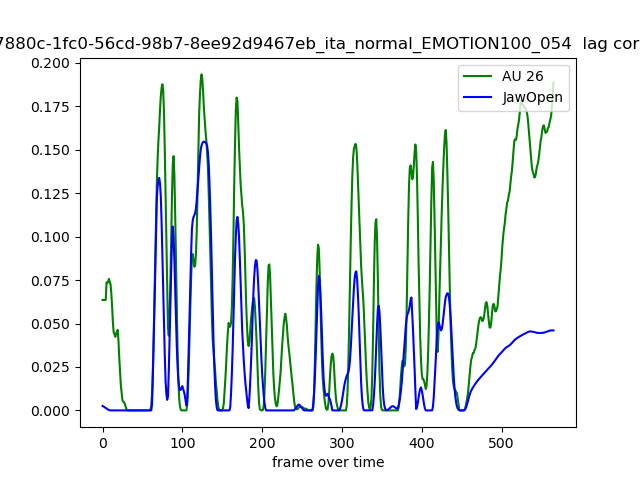 7880c-1fc0-56cd-98b7-8ee92d9467eb_ita_normal_EMOTION100_054 lag cor
AU 26
JawOpen
0.200
0.175
0.150
0.125
0.100
0.075
0.050
0.025
0.000
0 100 200 300 400 500
frame over time